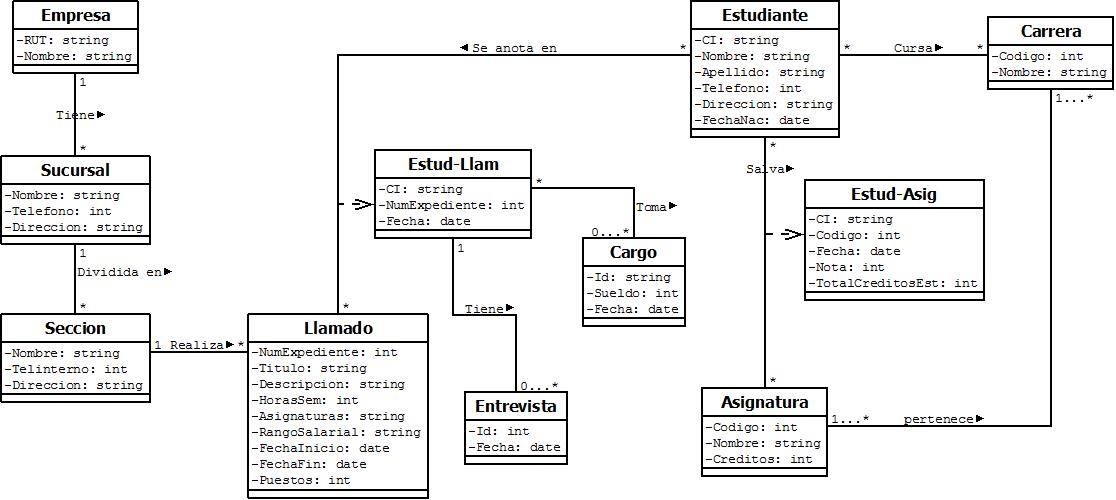 Empresa
-RUT: string
-Nombre: string
1
Tiene
*
Sucursal
-Nombre: string
-Telefono: int
-Direccion: string
1
Dividida en
*
Seccion
-Nombre: string
-Telinterno: int
-Direccion: string
1 Realiza *
Se anota en
*
*
Llamado
-NumExpediente: int
-Titulo: string
-Descripcion: string
-HorasSem: int
-Asignaturas: string
-RangoSalarial: string
-FechaInicio: date
-FechaFin: date
-Puestos: int
Estud-Llam
-CI: string
-NumExpediente: int
-Fecha: date
*
Toma
0...*
Cargo
-Id: string
-Sueldo: int
-Fecha: date
1
Tiene
0...*
Entrevista
-Id: int
-Fecha: date
Estudiante
-CI: string
-Nombre: string
-Apellido: string
-Telefono: int
-Direccion: string
-FechaNac: date
* Cursa *
Carrera
-Codigo: int
-Nombre: string
1...*
*
Salva
*
Estud-Asig
-CI: string
-Codigo: int
-Fecha: date
-Nota: int
-TotalCreditosEst: int
Asignatura
-Codigo: int
-Nombre: string
-Creditos: int
1...* pertenece